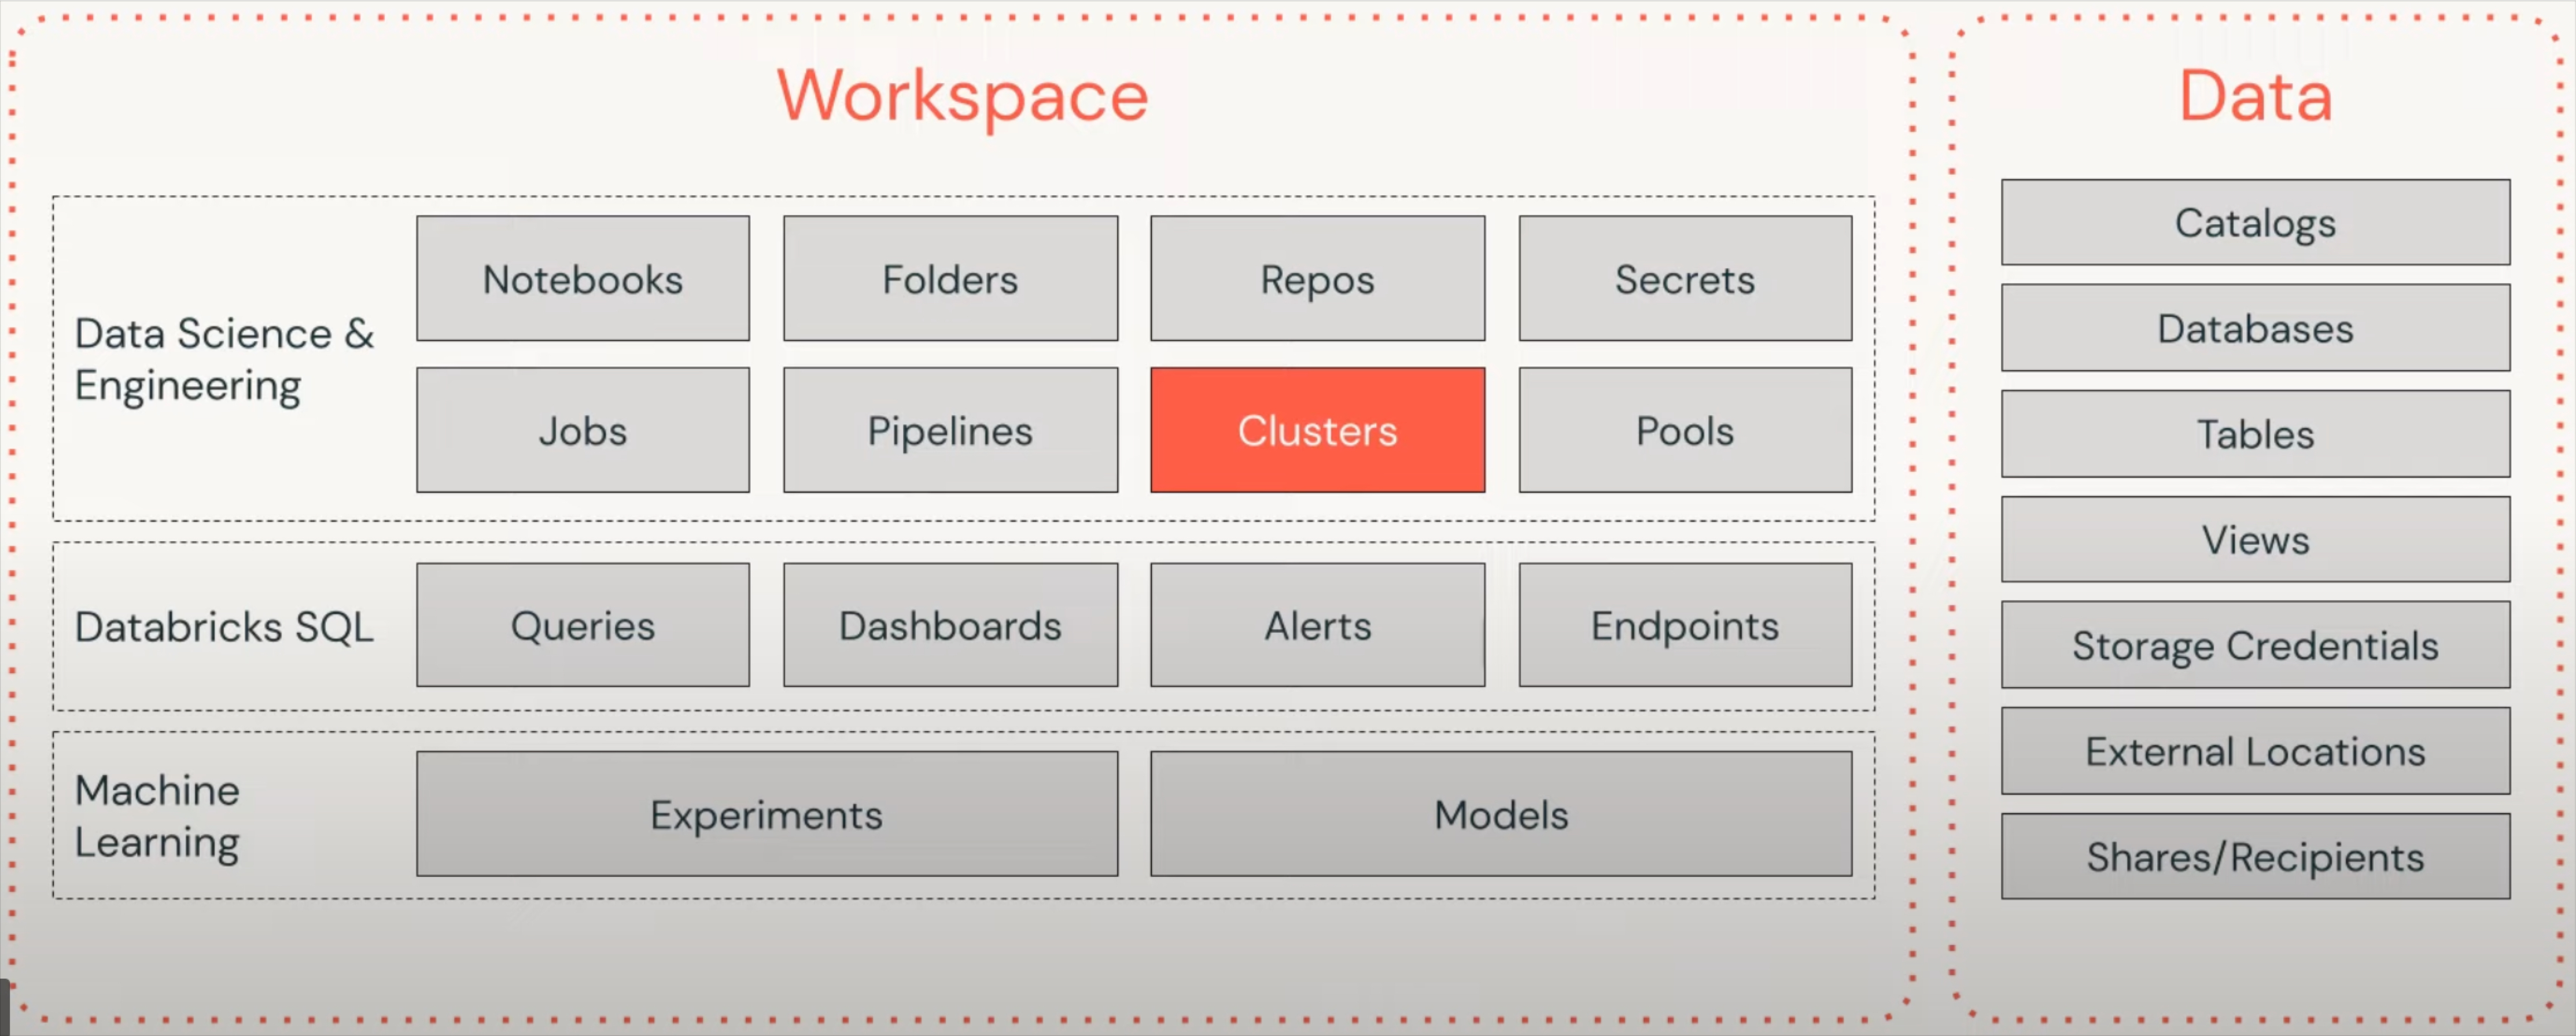 Workspace
Data Science &
Engineering
Notebooks
Folders
Repos
Secrets
Jobs
Pipelines
Clusters
Pools
Databricks SQL
Queries
Dashboards
Alerts
Endpoints
Machine
Learning
Experiments
Models
Data
Catalogs
Databases
Tables
Views
Storage Credentials
External Locations
Shares/Recipients